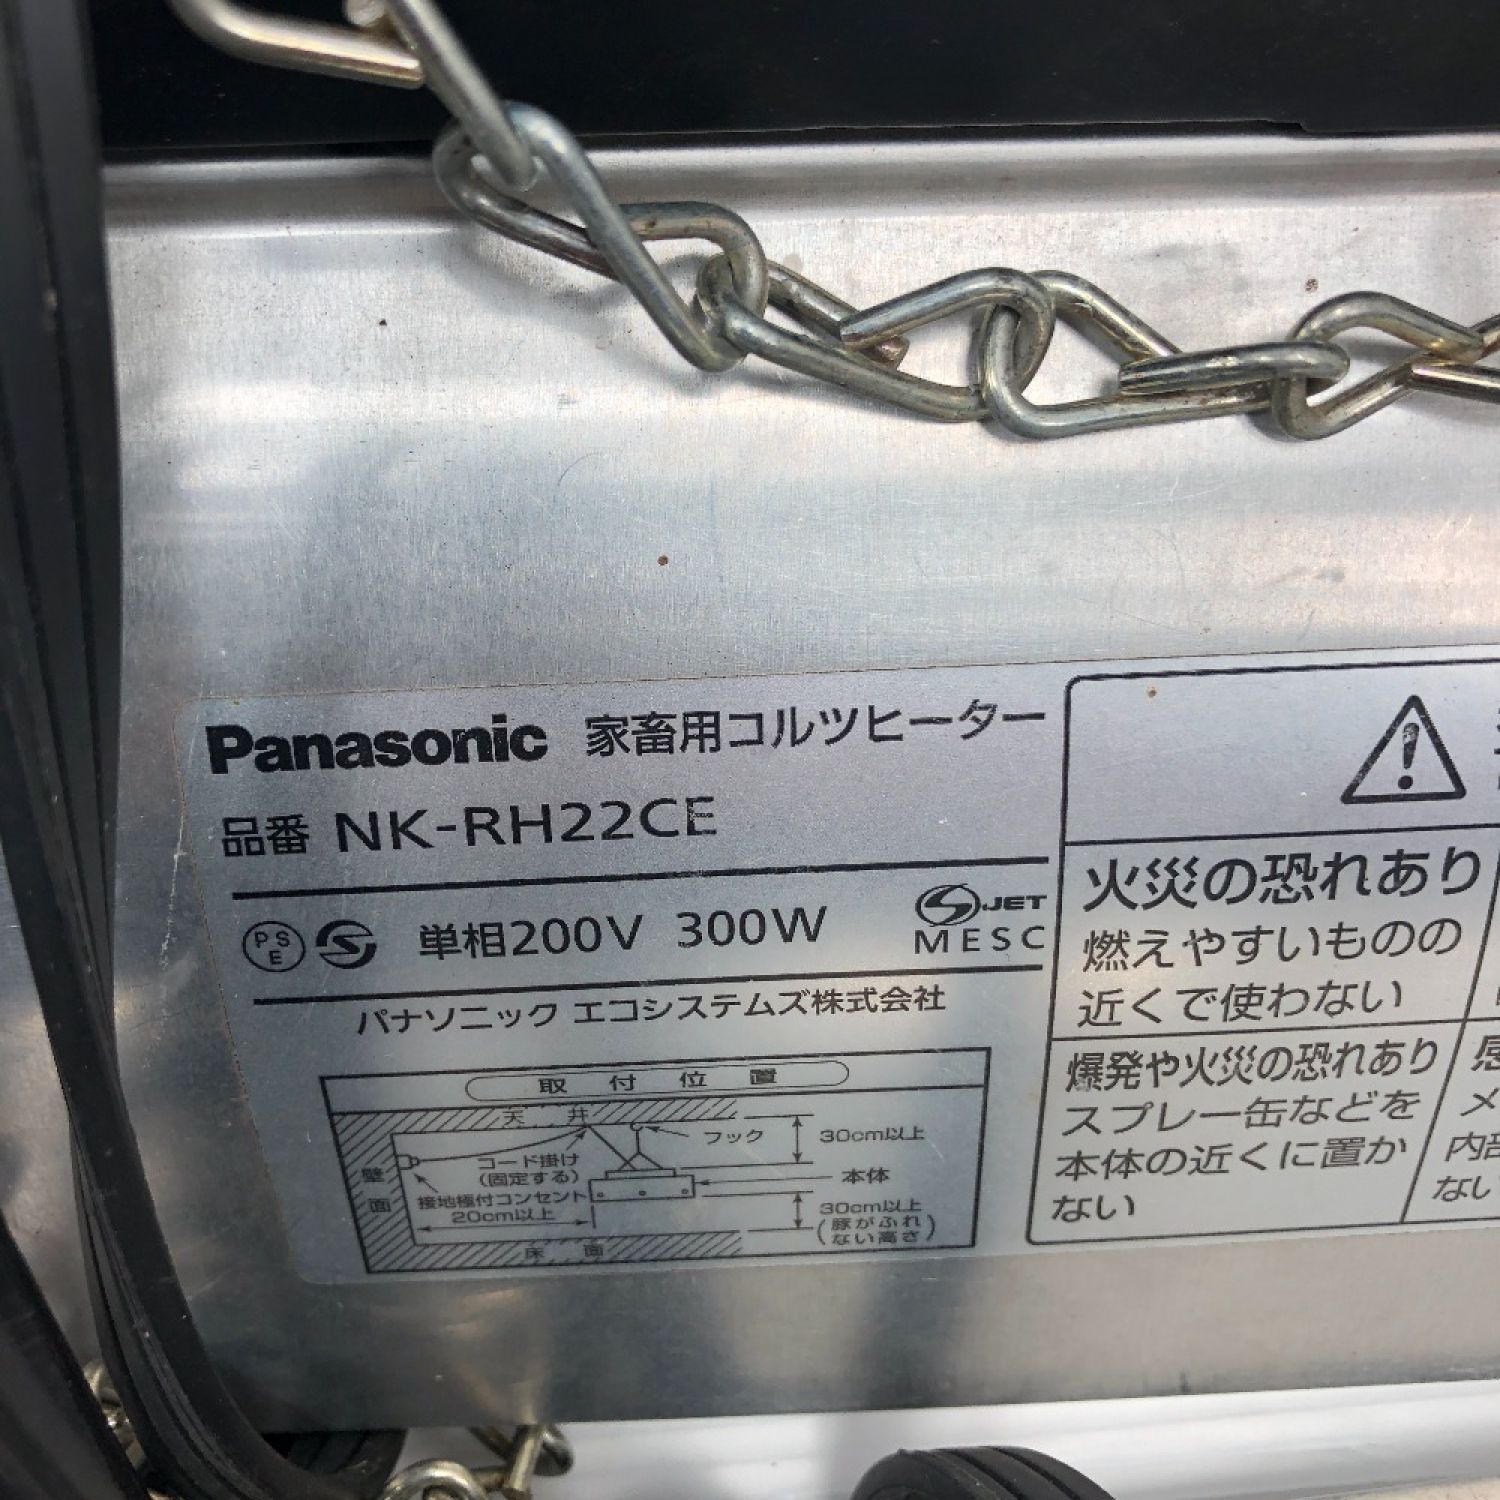 Panasonic 家畜用コルツヒーター
品番 NK-RH22CE
PSE 単相200V 300W
JET
MESC
パナソニック エコシステムズ株式会社
取付位置
天井
フック
30cm以上
コード掛け
(固定する)
本体
壁面
接地極付コンセント
20cm以上
30cm以上
(豚がふれ
ない高さ)
床面
火災の恐れあり
燃えやすいものの
近くで使わない
爆発や火災の恐れあり
スプレー缶などを
本体の近くに置か
ない
メ
内部
ない